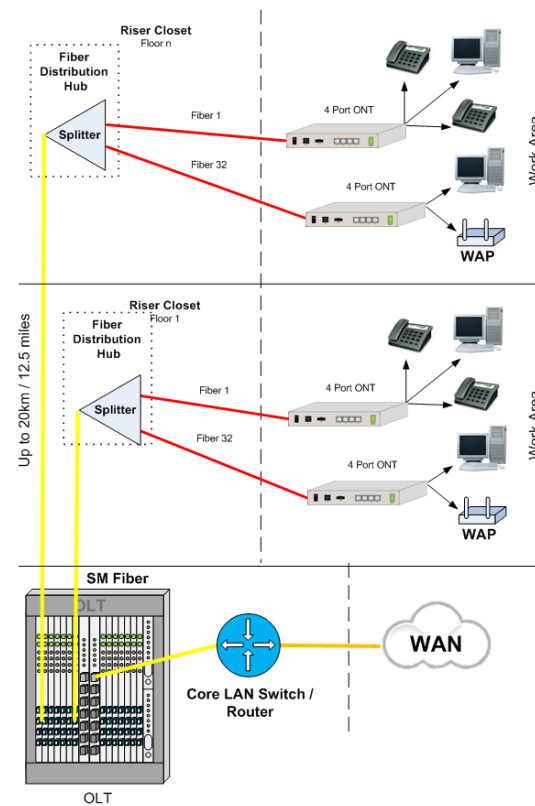 Riser Closet
Floor n
Fiber
Distribution
Hub
Splitter
Fiber 1
Fiber 32
4 Port ONT
4 Port ONT
WAP
Work Area
Up to 20km / 12.5 miles
Riser Closet
Floor 1
Fiber
Distribution
Hub
Splitter
Fiber 1
Fiber 32
4 Port ONT
4 Port ONT
WAP
Work Area
SM Fiber
OLT
Core LAN Switch /
Router
WAN
OLT